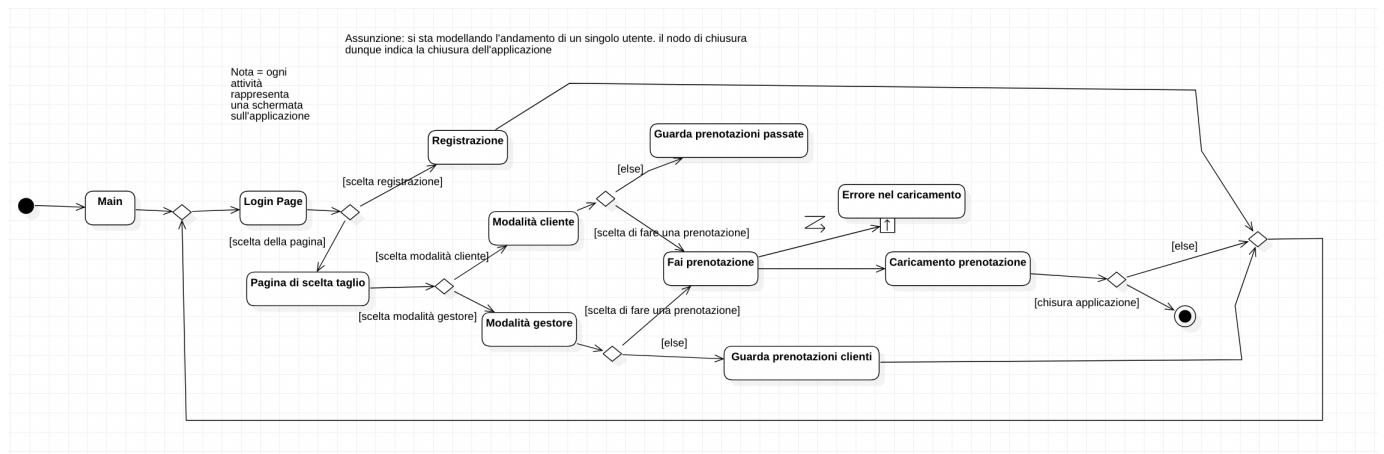 Assunzione: si sta modellando l'andamento di un singolo utente. il nodo di chiusura
dunque indica la chiusura dell'applicazione
Nota = ogni
attività
rappresenta
una schermata
sull'applicazione
Registrazione
Guarda prenotazioni passate
[else]
[scelta registrazione]
Main
Login Page
Errore nel caricamento
Modalità cliente
[scelta di fare una prenotazione]
[scelta della pagina]
[else]
[scelta modalità cliente]
Fai prenotazione
Caricamento prenotazione
Pagina di scelta taglio
[chisura applicazione]
[scelta di fare una prenotazione]
[scelta modalità gestore]
Modalità gestore
[else]
Guarda prenotazioni clienti